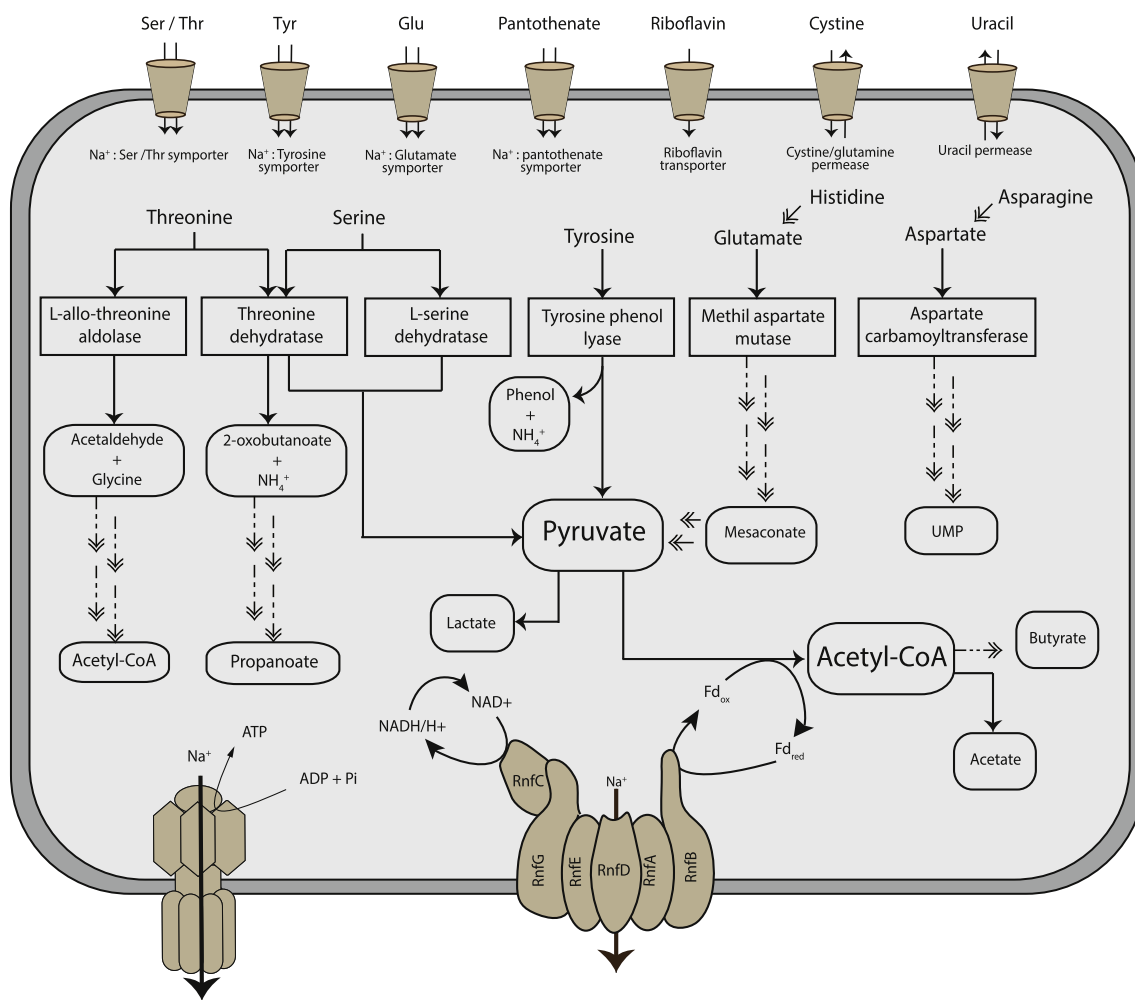 Ser / Thr
Tyr
Glu
Pantothenate
Riboflavin
Cystine
Uracil
Na⁺ : Ser /Thr symporter
Na⁺ : Tyrosine
symporter
Na⁺ : Glutamate
symporter
Na⁺ : pantothenate
symporter
Riboflavin
transporter
Cystine/glutamine
permease
Uracil permease
Histidine
Asparagine
Threonine
Serine
Tyrosine
Glutamate
Aspartate
L-allo-threonine
aldolase
Threonine
dehydratase
L-serine
dehydratase
Tyrosine phenol
lyase
Methil aspartate
mutase
Aspartate
carbamoyltransferase
Phenol
+
NH₄⁺
Acetaldehyde
+
Glycine
2-oxobutanoate
+
NH₄⁺
Pyruvate
Mesaconate
UMP
Lactate
Acetyl-CoA
Propanoate
Acetyl-CoA
Butyrate
Acetate
NAD+
NADH/H+
Fdox
Fdred
ATP
Na⁺
ADP + Pi
RnfC
Na⁺
RnfG
RnfE
RnfD
RnfA
RnfB